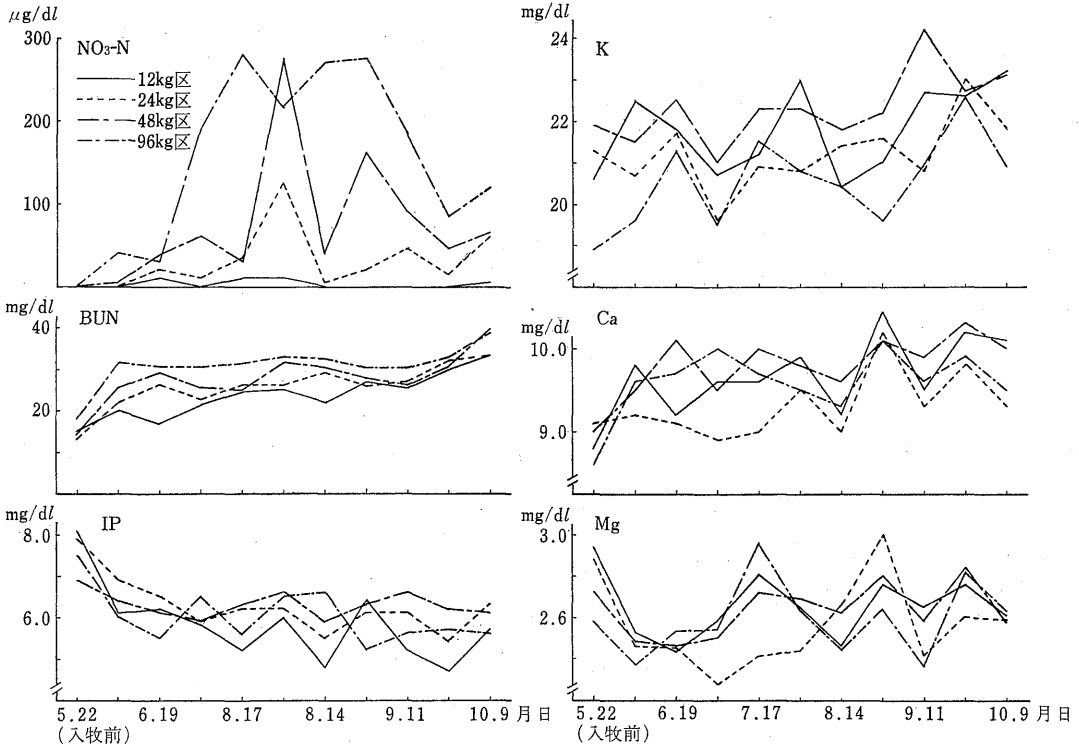 μg/dl
300
200
100
NO₃-N
12kg区
24kg区
48kg区
96kg区
mg/dl
24
22
20
K
mg/dl
40
20
BUN
mg/dl
10.0
9.0
Ca
mg/dl
8.0
6.0
IP
5.22
6.19
8.17
8.14
9.11
10.9 月日
(入牧前)
mg/dl
3.0
2.6
Mg
5.22
6.19
7.17
8.14
9.11
10.9 月日
(入牧前)